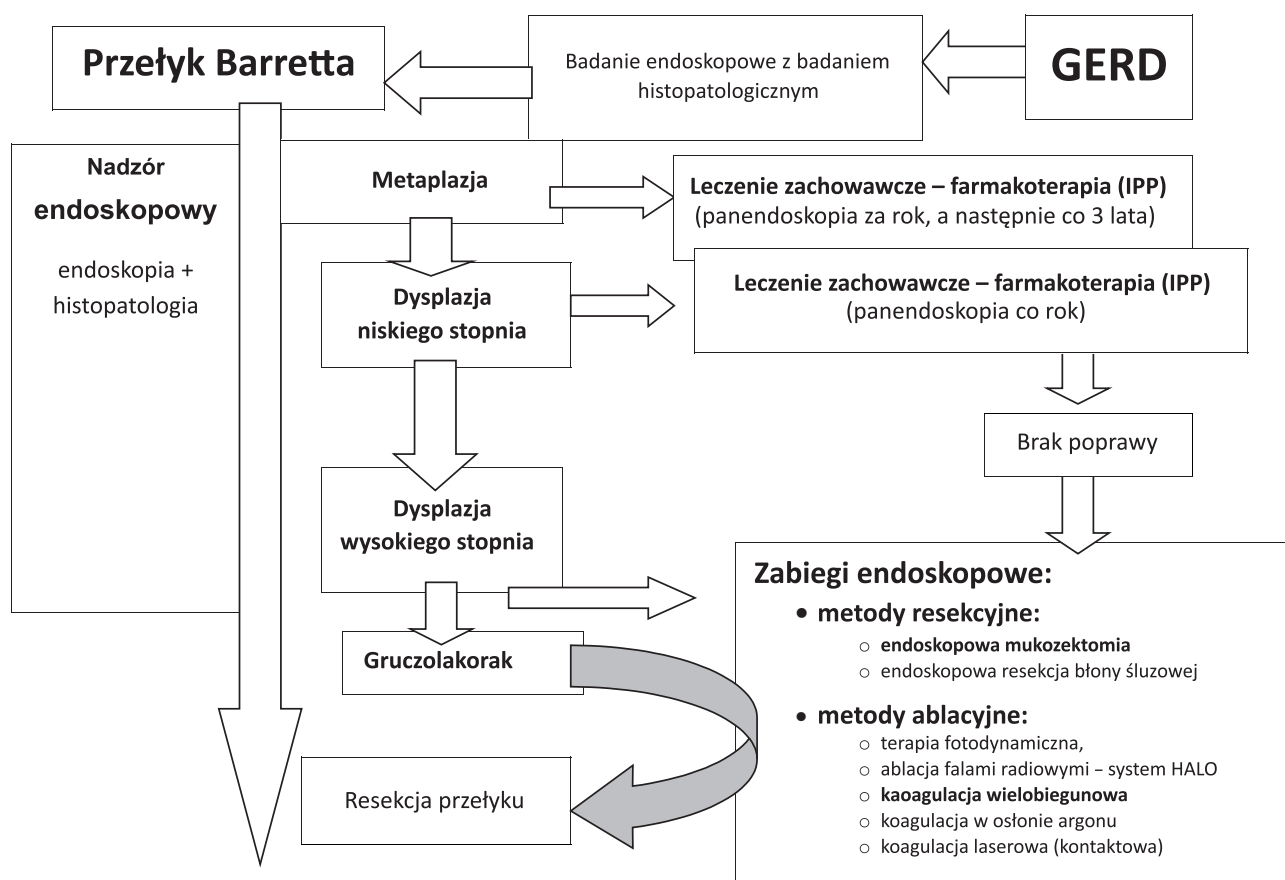 Przełyk Barretta
Badanie endoskopowe z badaniem
histopatologicznym
GERD
Nadzór
endoskopowy
endoskopia +
histopatologia
Metaplazja
Leczenie zachowawcze – farmakoterapia (IPP)
(panendoskopia za rok, a następnie co 3 lata)
Dysplazja
niskiego stopnia
Leczenie zachowawcze – farmakoterapia (IPP)
(panendoskopia co rok)
Brak poprawy
Dysplazja
wysokiego stopnia
Gruczolakorak
Resekcja przełyku
Zabiegi endoskopowe:
• metody resekcyjne:
○ endoskopowa mukozektomia
○ endoskopowa resekcja błony śluzowej
• metody ablacyjne:
○ terapia fotodynamiczna,
○ ablacja falami radiowymi – system HALO
○ kaoagulacja wielobiegunowa
○ koagulacja w osłonie argonu
○ koagulacja laserowa (kontaktowa)